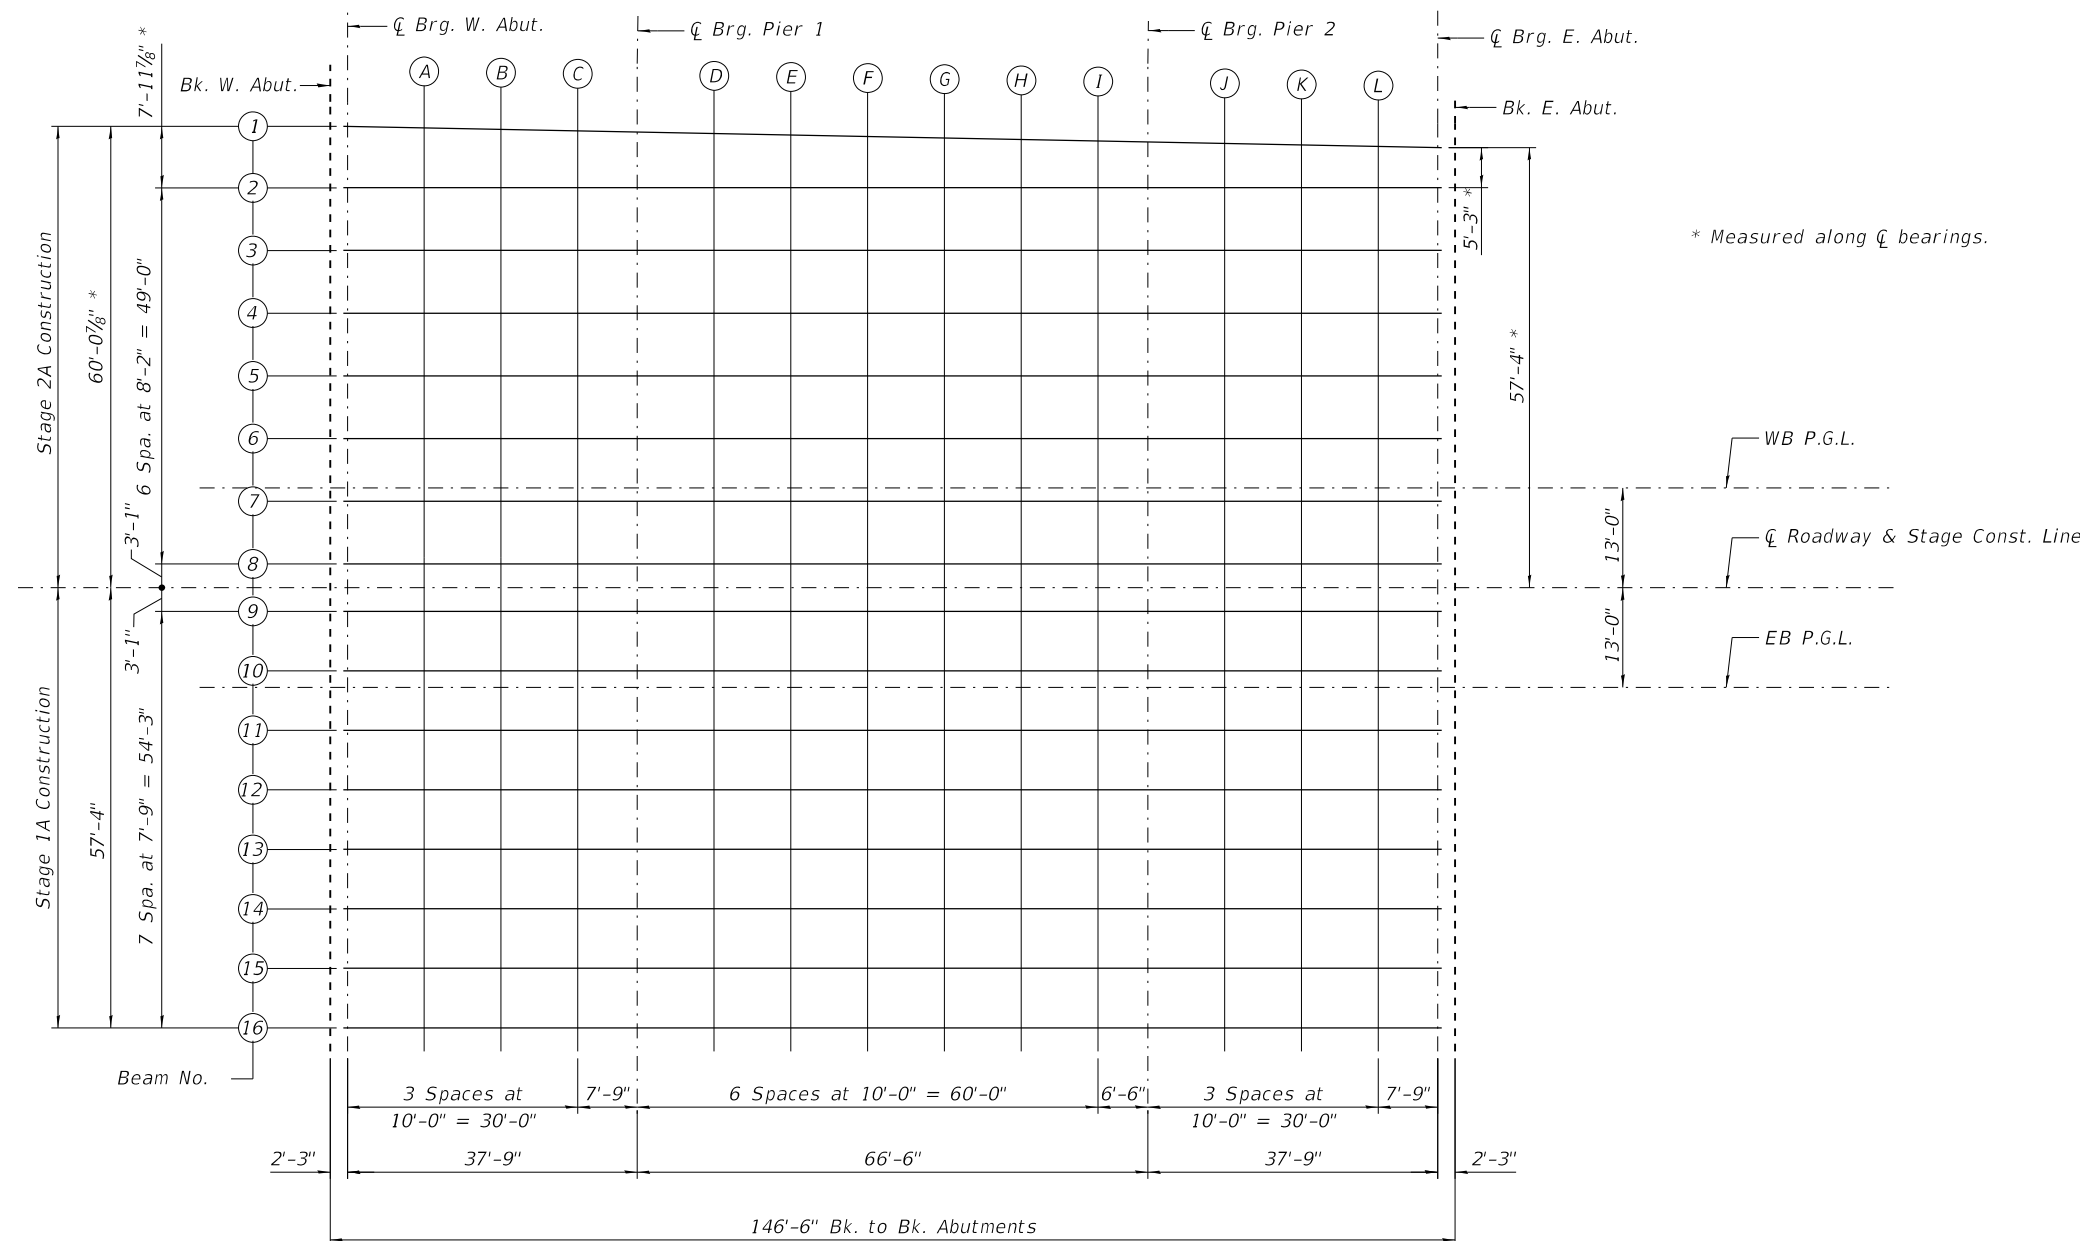 ℄ Brg. W. Abut.
℄ Brg. Pier 1
℄ Brg. Pier 2
℄ Brg. E. Abut.
Bk. W. Abut.
A
B
C
D
E
F
G
H
I
J
K
L
Bk. E. Abut.
7'-11⅞" *
1
2
3
4
5
6
7
8
9
10
11
12
13
14
15
16
Beam No.
Stage 2A Construction
60'-0⅞" *
6 Spa. at 8'-2" = 49'-0"
3'-1"
3'-1"
Stage 1A Construction
57'-4"
7 Spa. at 7'-9" = 54'-3"
5'-3" *
57'-4" *
* Measured along ℄ bearings.
WB P.G.L.
13'-0"
℄ Roadway & Stage Const. Line
13'-0"
EB P.G.L.
3 Spaces at
10'-0" = 30'-0"
7'-9"
6 Spaces at 10'-0" = 60'-0"
6'-6"
3 Spaces at
10'-0" = 30'-0"
7'-9"
2'-3"
37'-9"
66'-6"
37'-9"
2'-3"
146'-6" Bk. to Bk. Abutments